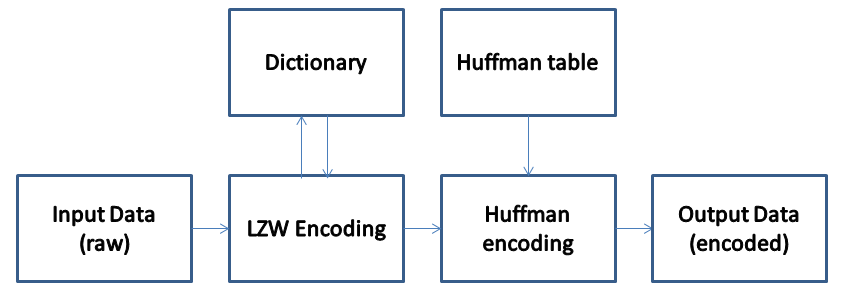 Dictionary
Huffman table
Input Data
(raw)
LZW Encoding
Huffman
encoding
Output Data
(encoded)